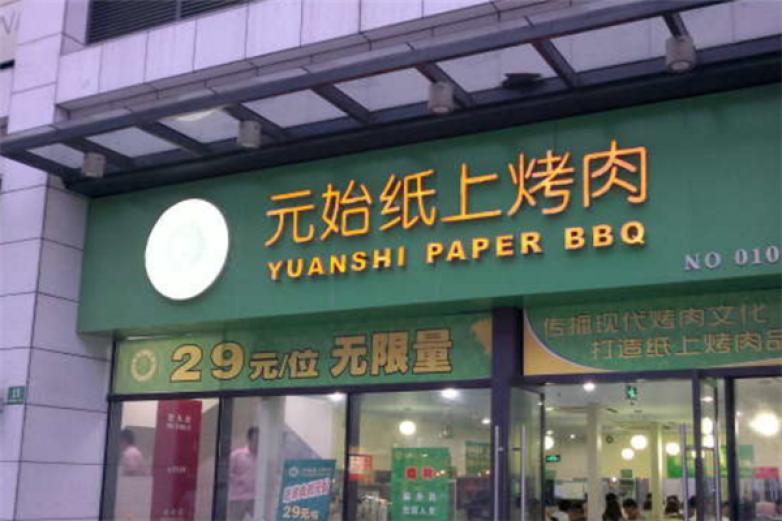 元始纸上烤肉
YUANSHI PAPER BBQ
NO 010
29元/位 无限量
传播现代烤肉文化
打造纸上烤肉品
29元